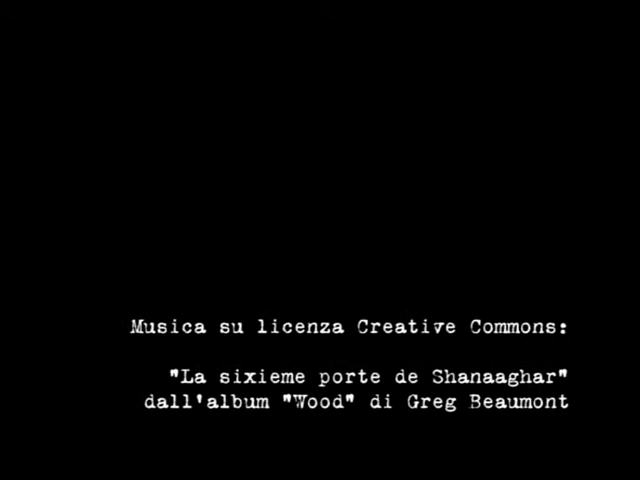 Musica su licenza Creative Commons:
"La sixieme porte de Shanaaghar"
dall'album "Wood" di Greg Beaumont